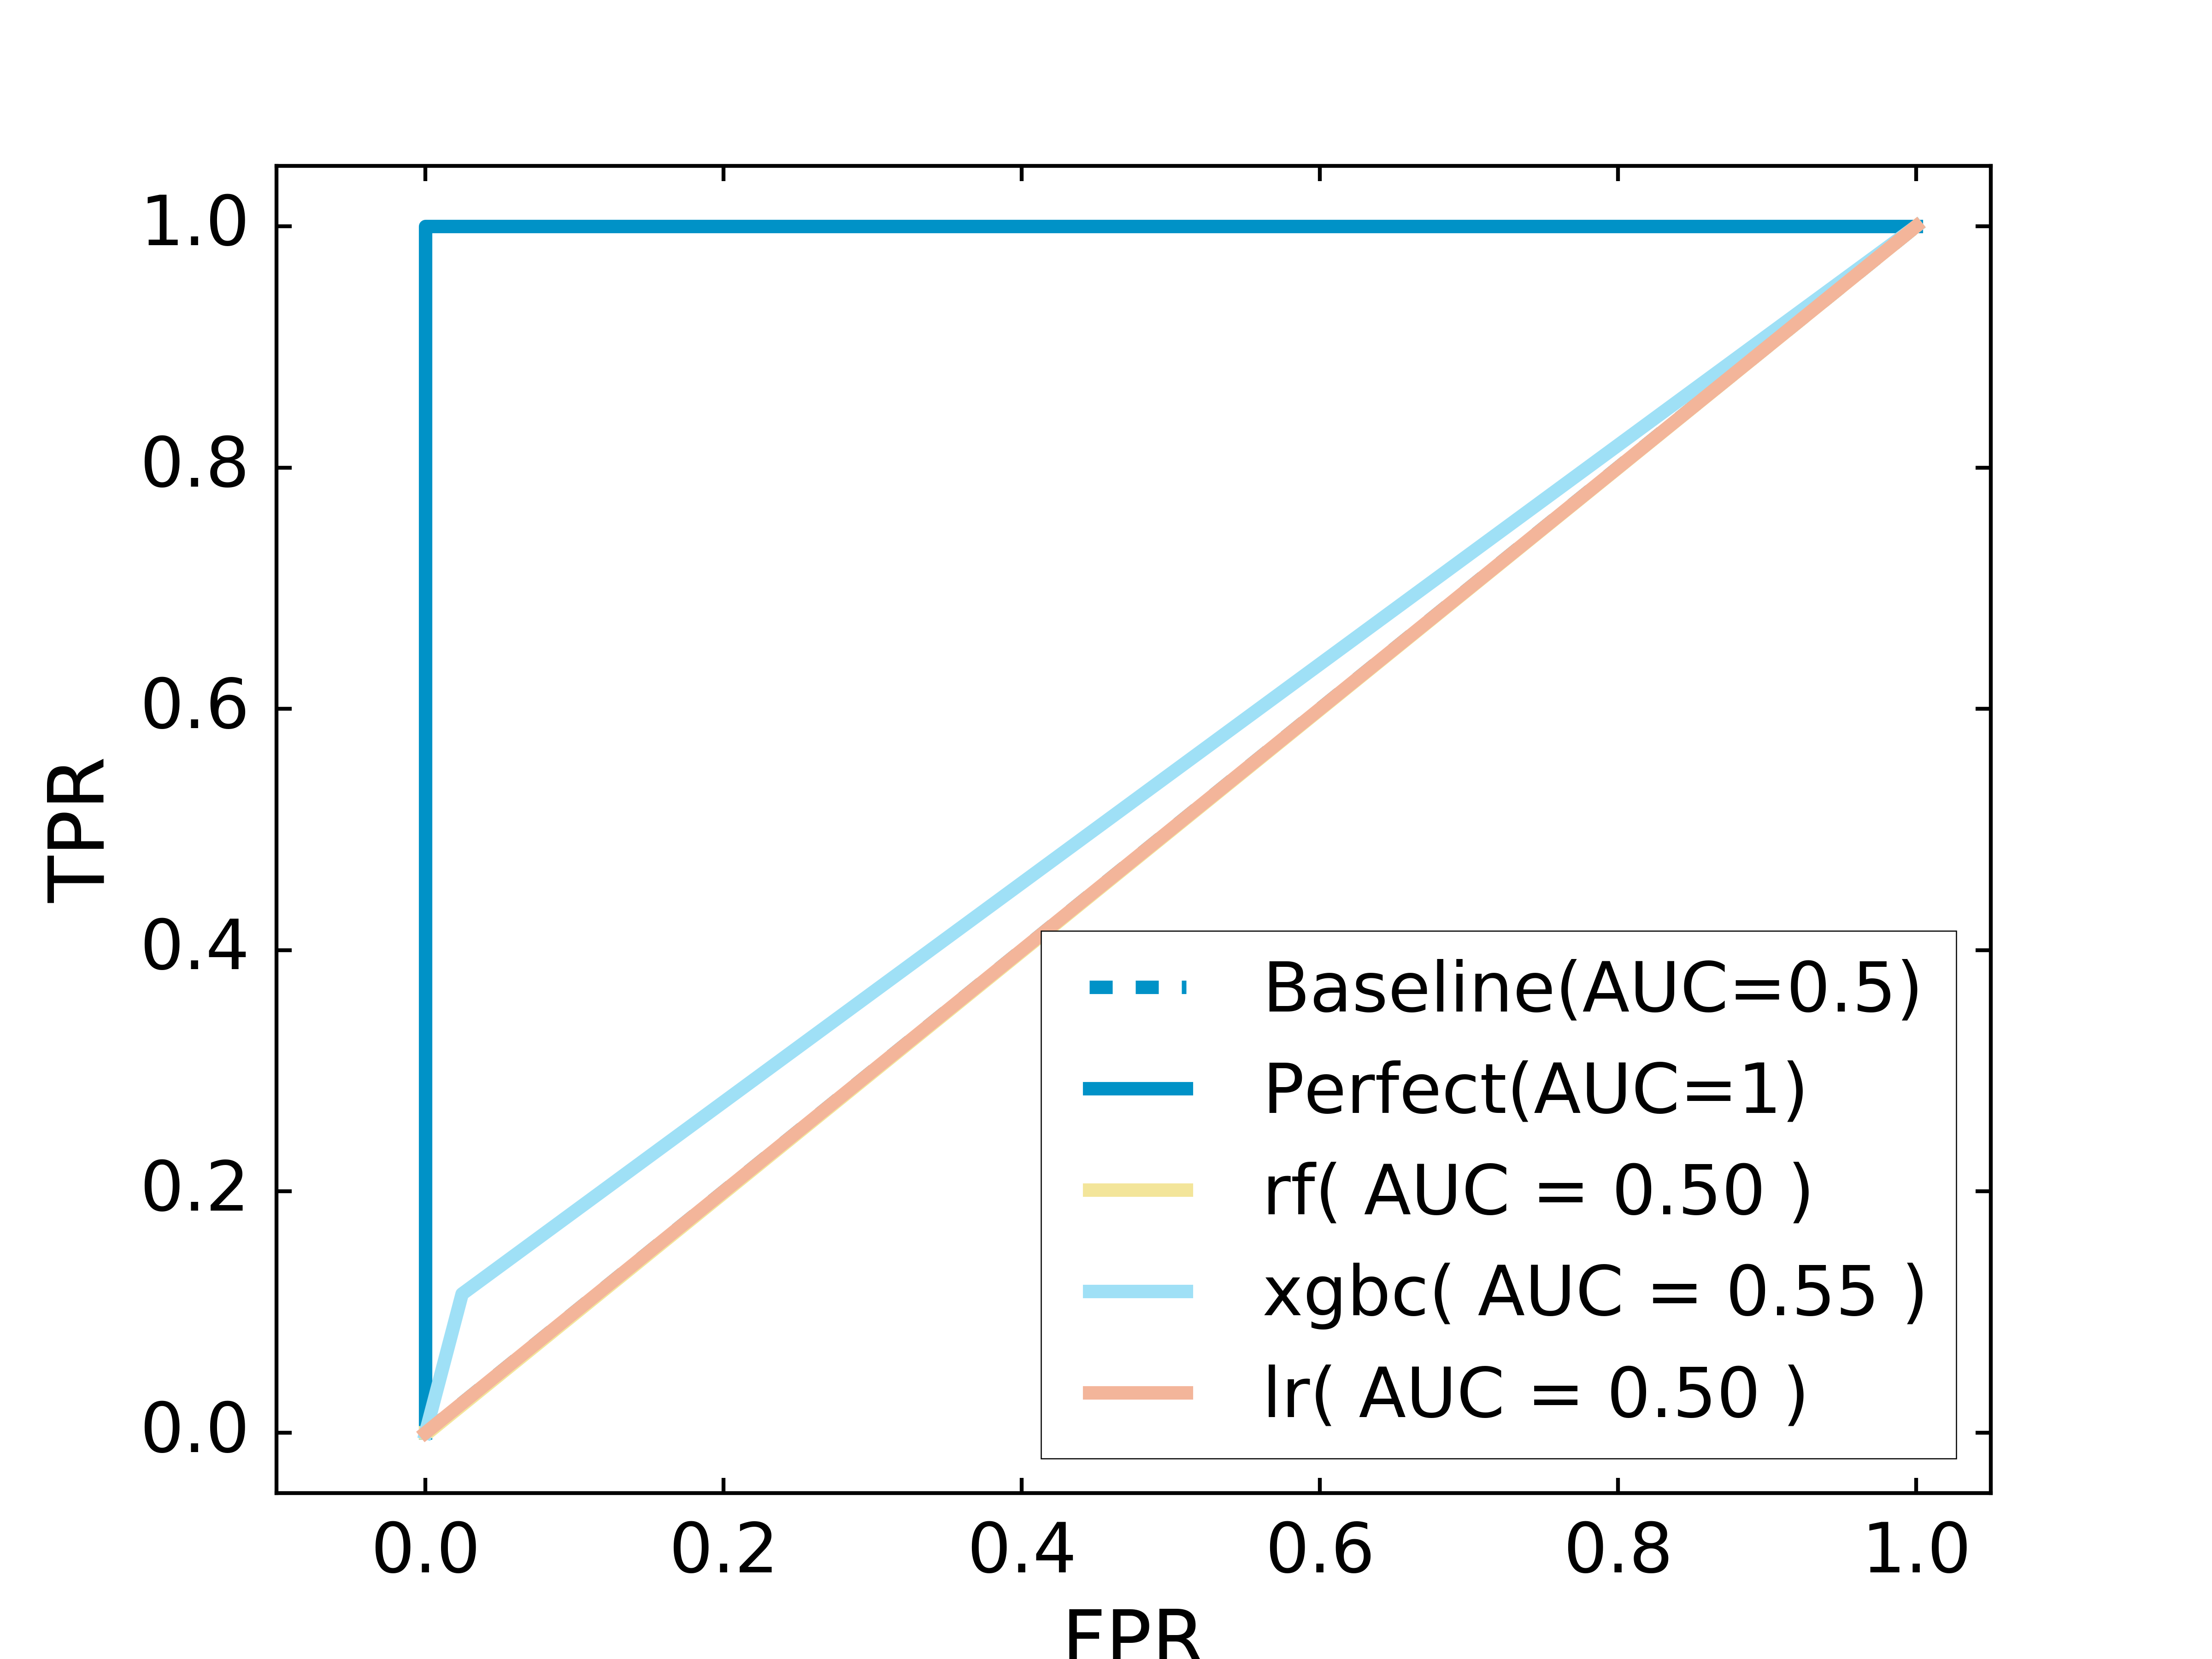 1.0
0.8
0.6
0.4
0.2
0.0
TPR
Baseline(AUC=0.5)
Perfect(AUC=1)
rf( AUC = 0.50 )
xgbc( AUC = 0.55 )
lr( AUC = 0.50 )
0.0 0.2 0.4 0.6 0.8 1.0
FPR